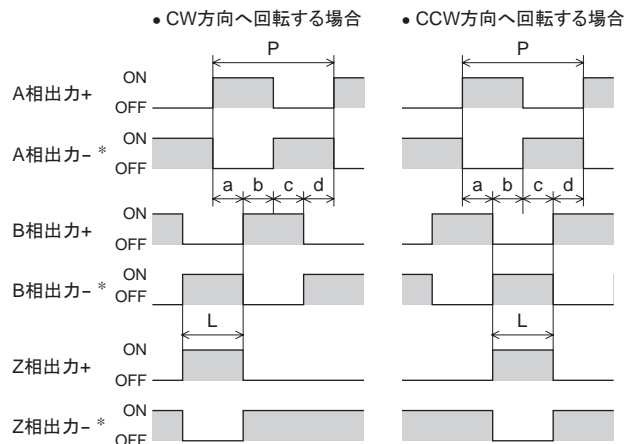 • CW方向へ回転する場合
• CCW方向へ回転する場合
P
P
A相出力+
ON
OFF
A相出力− *
ON
OFF
a b c d
a b c d
B相出力+
ON
OFF
B相出力− *
ON
OFF
L
L
Z相出力+
ON
OFF
Z相出力− *
ON
OFF